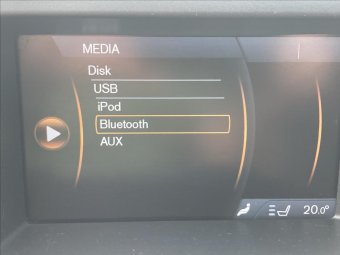 MEDIA
Disk
USB
iPod
Bluetooth
AUX
20.0°